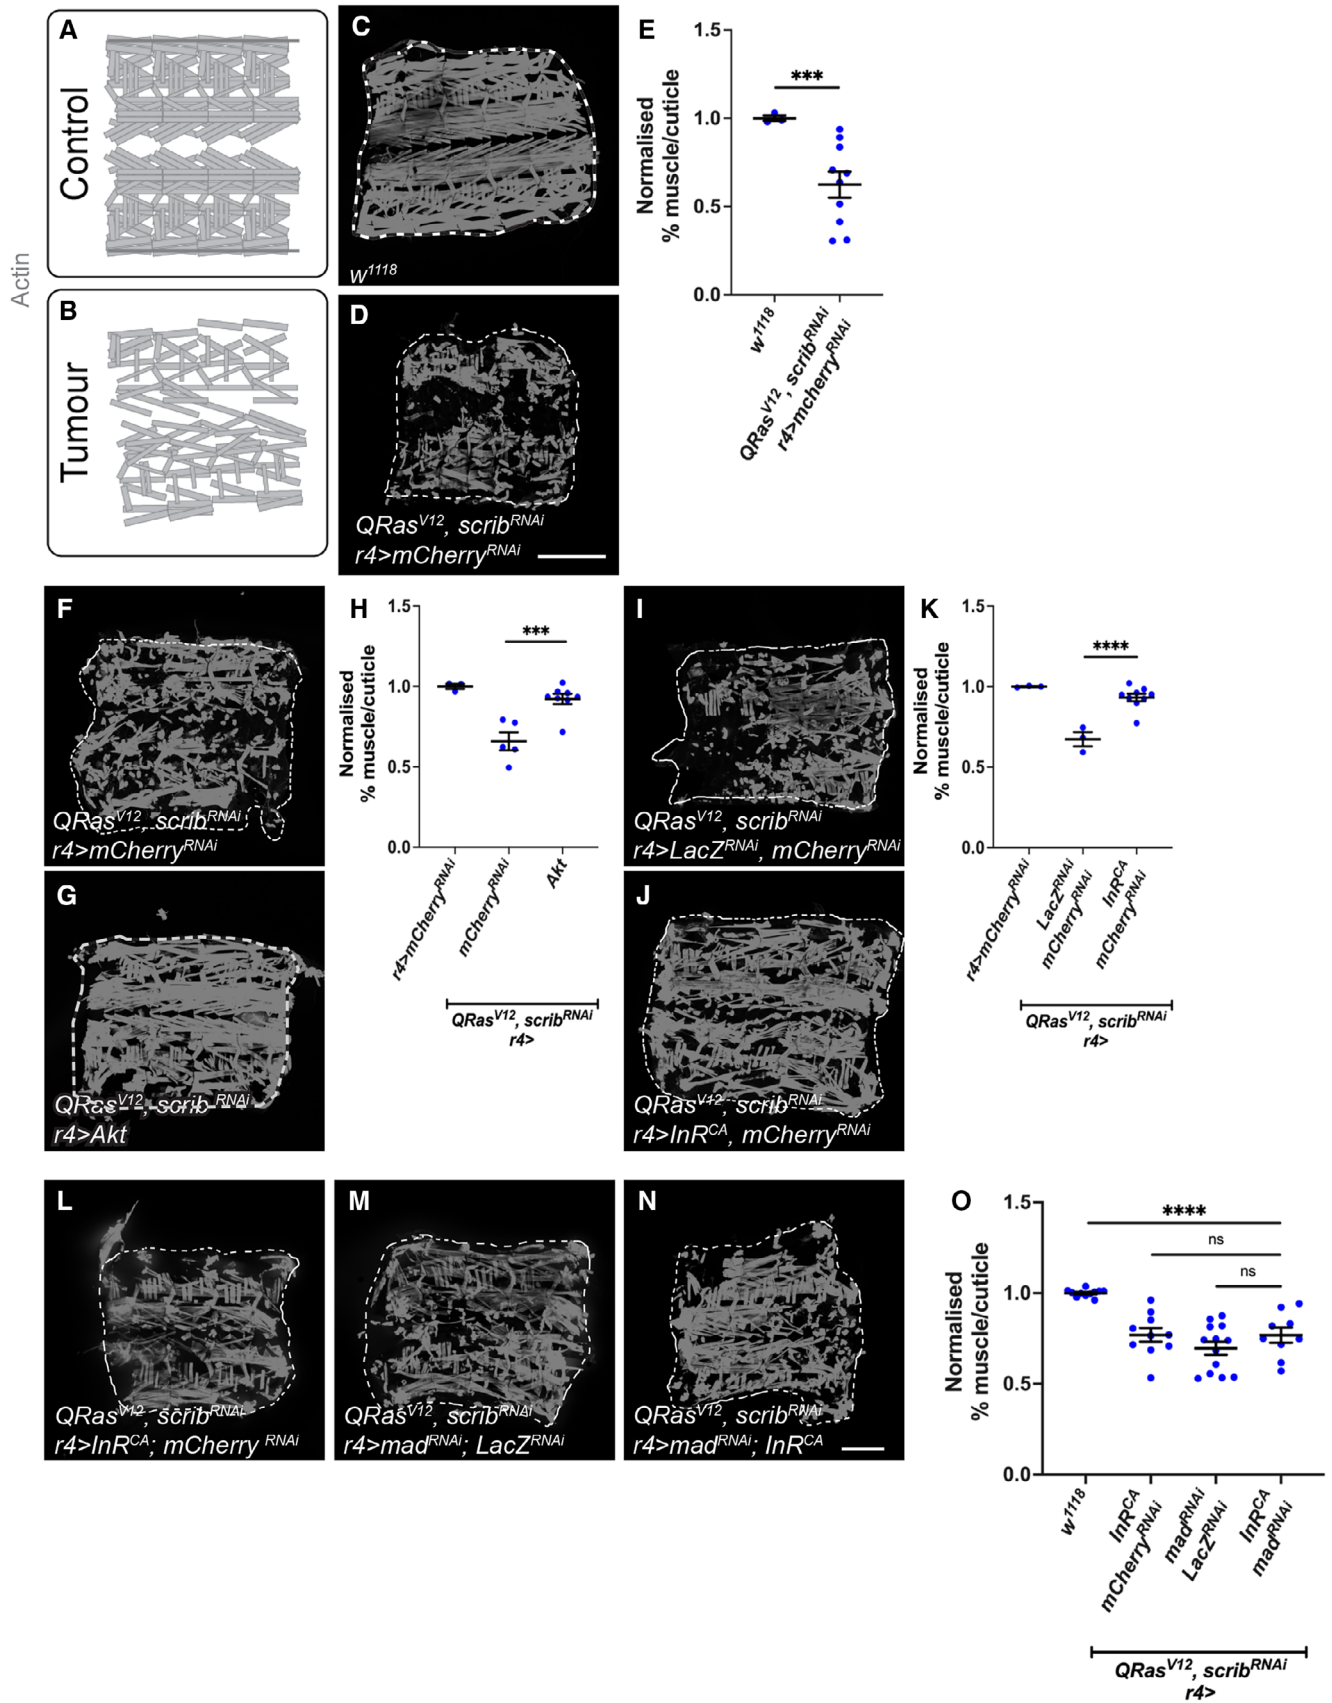 Actin
A
Control
B
Tumour
C
w1118
D
QRasV12, scribRNAi
r4>mCherryRNAi
E
Normalised
% muscle/cuticle
1.5
1.0
0.5
0.0
***
w1118
QRasV12, scribRNAi
r4>mcherryRNAi
F
QRasV12, scribRNAi
r4>mCherryRNAi
G
QRasV12, scribRNAi
r4>Akt
H
Normalised
% muscle/cuticle
1.5
1.0
0.5
0.0
***
r4>mCherryRNAi
mCherryRNAi
Akt
QRasV12, scribRNAi
r4>
I
QRasV12, scribRNAi
r4>LacZRNAi, mCherryRNAi
J
QRasV12, scribRNAi
r4>InRCA, mCherryRNAi
K
Normalised
% muscle/cuticle
1.5
1.0
0.5
0.0
****
r4>mCherryRNAi
LacZRNAi
mCherryRNAi
InRCA
mCherryRNAi
QRasV12, scribRNAi
r4>
L
QRasV12, scribRNAi
r4>InRCA; mCherry RNAi
M
QRasV12, scribRNAi
r4>madRNAi; LacZRNAi
N
QRasV12, scribRNAi
r4>madRNAi; InRCA
O
Normalised
% muscle/cuticle
1.5
1.0
0.5
0.0
****
ns
ns
w1118
InRCA
mCherryRNAi
madRNAi
LacZRNAi
InRCA
madRNAi
QRasV12, scribRNAi
r4>